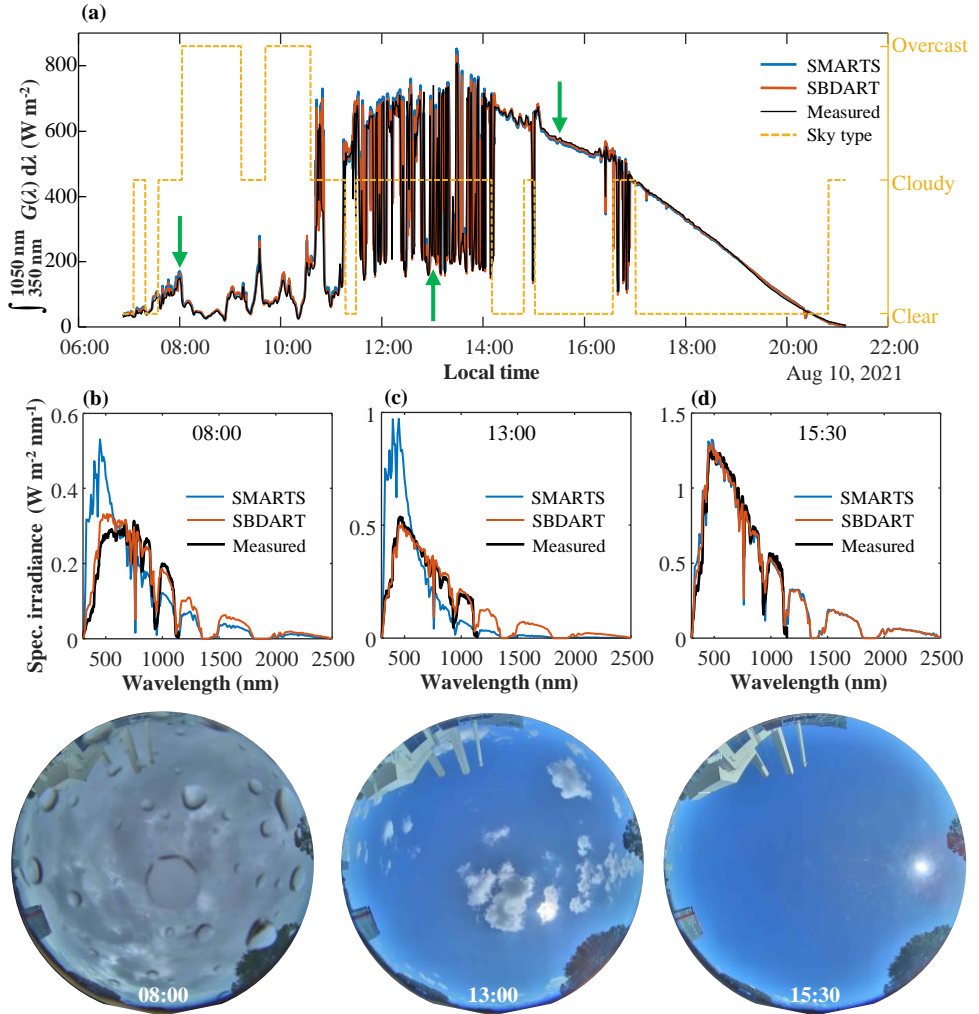 (a)
∫ 1050 nm 350 nm G(λ) dλ (W m-2)
800
600
400
200
0
SMARTS
SBDART
Measured
Sky type
Overcast
Cloudy
Clear
06:00 08:00 10:00 12:00 14:00 16:00 18:00 20:00 22:00
Local time
Aug 10, 2021
(b)
Spec. irradiance (W m-2 nm-1)
0.6
0.4
0.2
0
08:00
SMARTS
SBDART
Measured
500 1000 1500 2000 2500
Wavelength (nm)
(c)
1
0.5
0
13:00
SMARTS
SBDART
Measured
500 1000 1500 2000 2500
Wavelength (nm)
(d)
1.5
1
0.5
0
15:30
SMARTS
SBDART
Measured
500 1000 1500 2000 2500
Wavelength (nm)
08:00
13:00
15:30